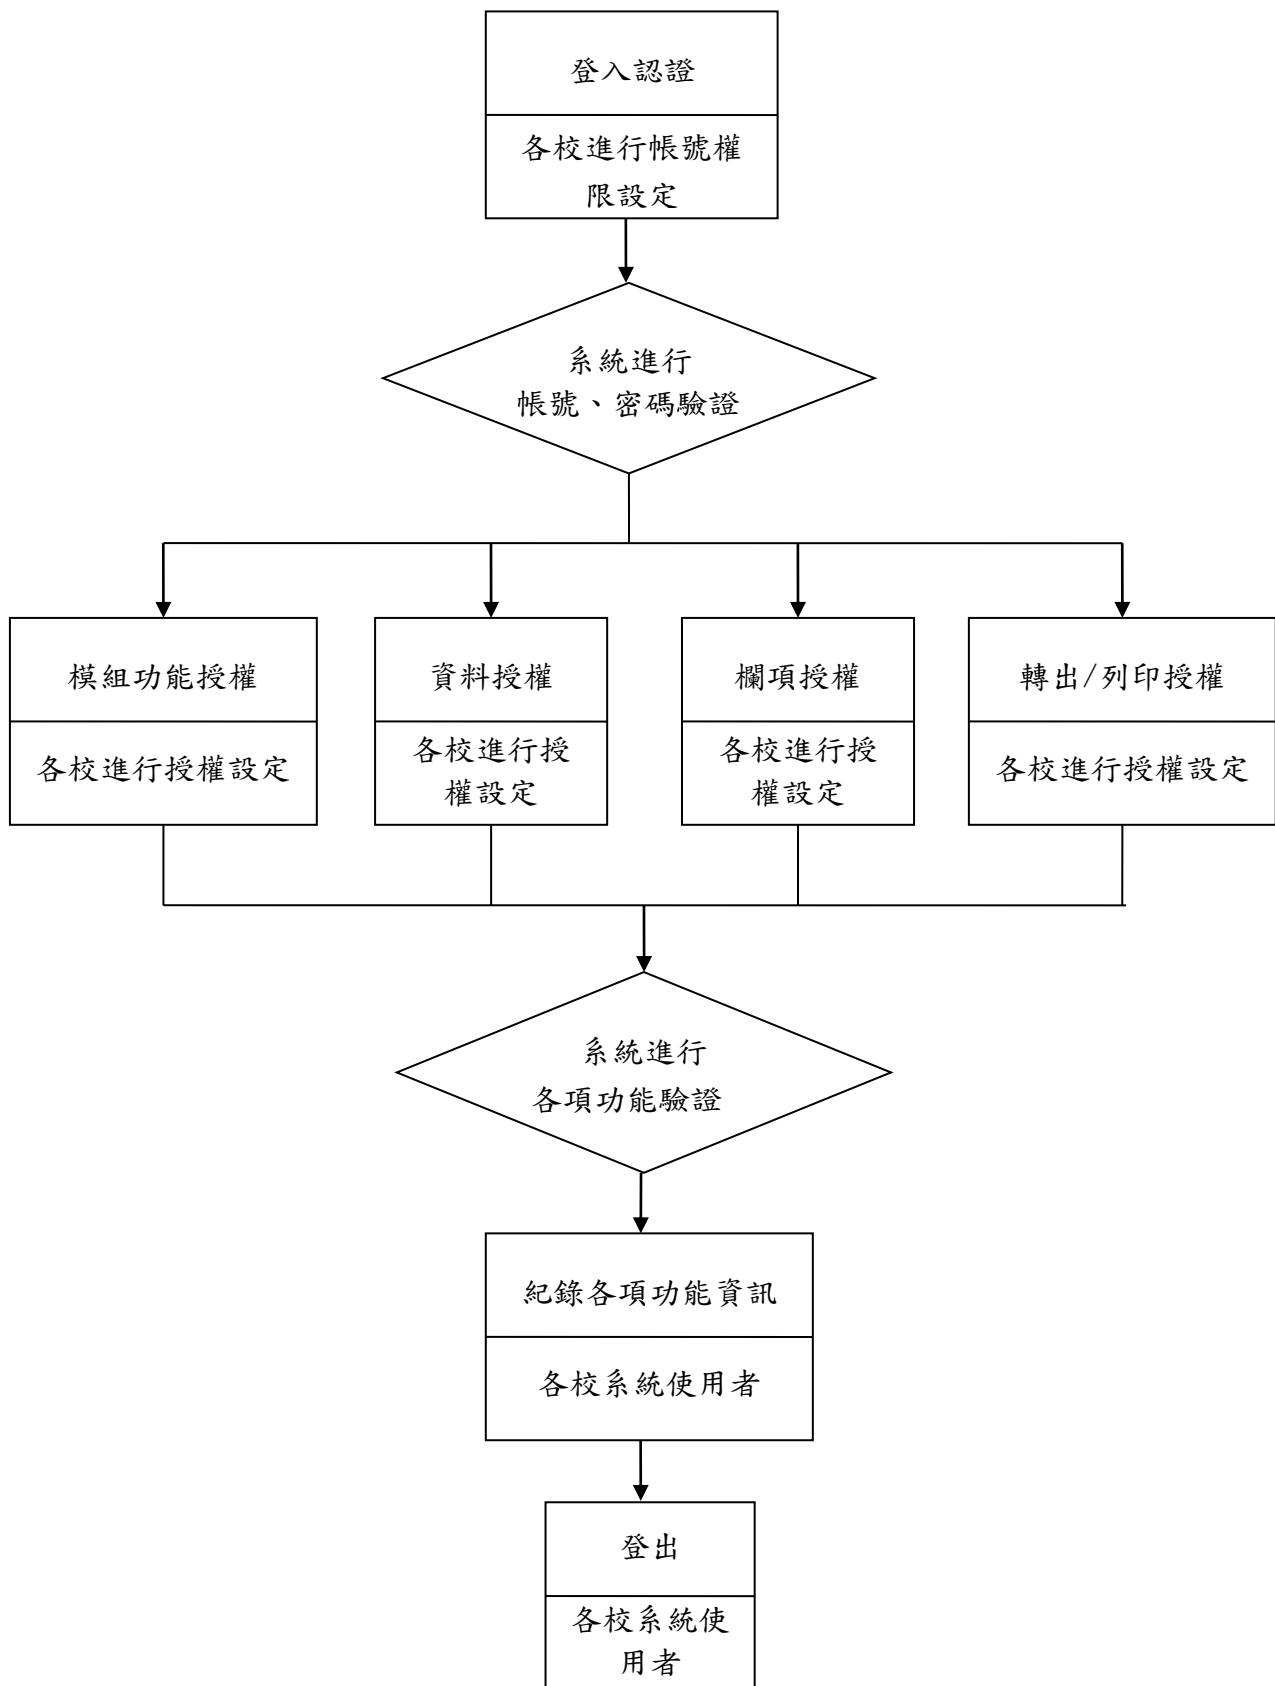 登入認證
各校進行帳號權
限設定
系統進行
帳號、密碼驗證
模組功能授權
各校進行授權設定
資料授權
各校進行授
權設定
欄項授權
各校進行授
權設定
轉出/列印授權
各校進行授權設定
系統進行
各項功能驗證
紀錄各項功能資訊
各校系統使用者
登出
各校系統使
用者